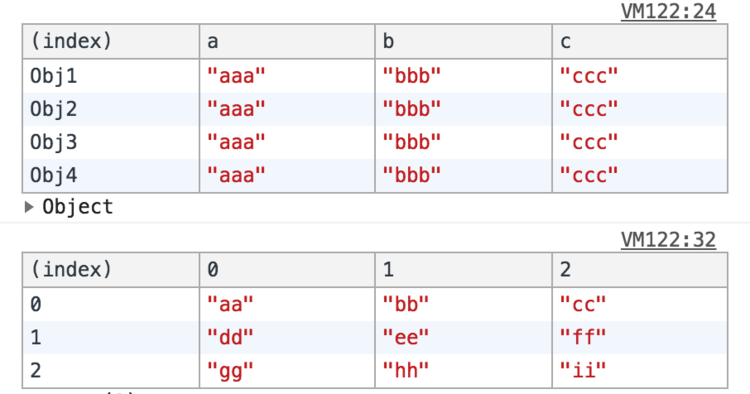 VM122:24
(index) a b c
Obj1 "aaa" "bbb" "ccc"
Obj2 "aaa" "bbb" "ccc"
Obj3 "aaa" "bbb" "ccc"
Obj4 "aaa" "bbb" "ccc"
Object
VM122:32
(index) 0 1 2
0 "aa" "bb" "cc"
1 "dd" "ee" "ff"
2 "gg" "hh" "ii"